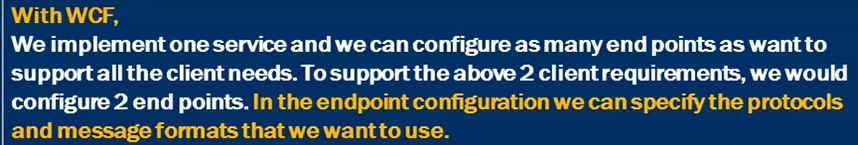 With WCF,
We implement one service and we can configure as many end points as want to
support all the client needs. To support the above 2 client requirements, we would
configure 2 end points. In the endpoint configuration we can specify the protocols
and message formats that we want to use.